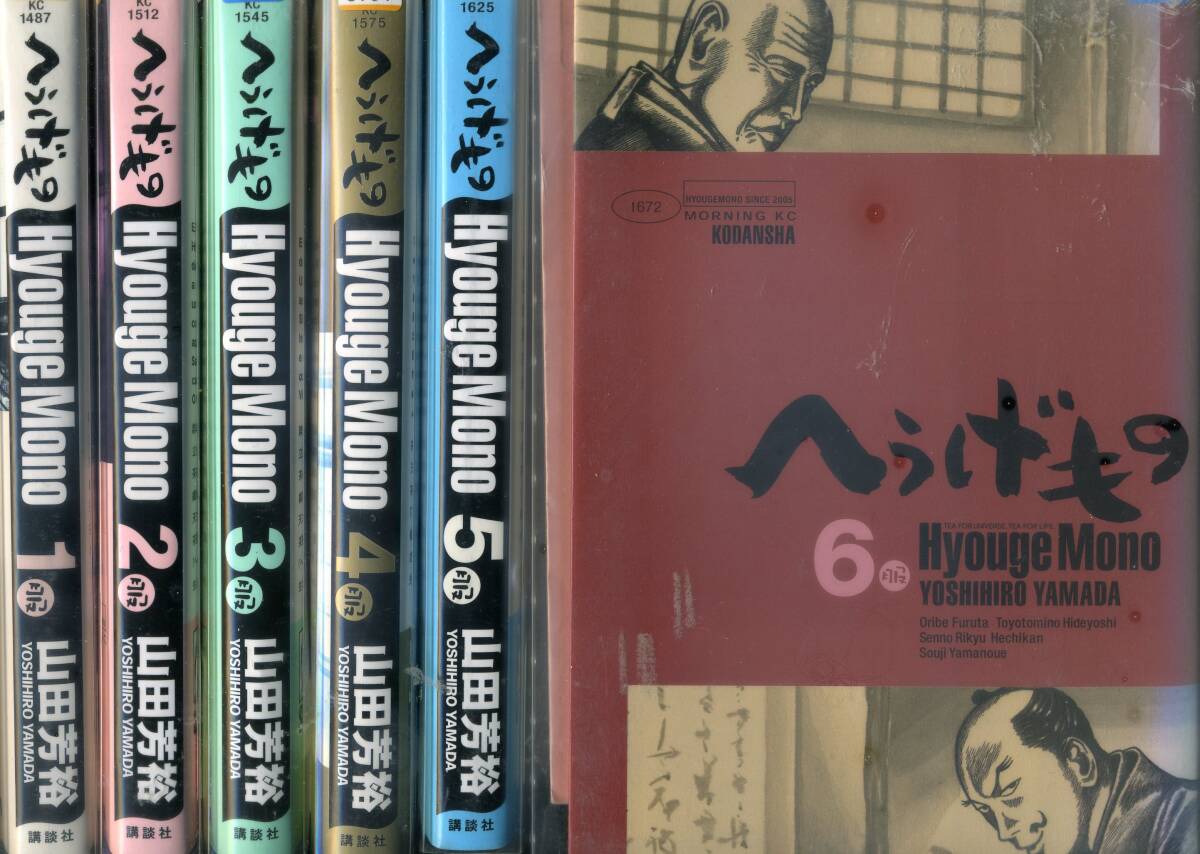 KC
1487
へうげもの
Hyouge Mono
1
服
山田芳裕
YOSHIHIRO YAMADA
講談社
KC
1512
へうげもの
Hyouge Mono
2
服
山田芳裕
YOSHIHIRO YAMADA
講談社
KC
1545
へうげもの
Hyouge Mono
3
服
山田芳裕
YOSHIHIRO YAMADA
講談社
KC
1575
へうげもの
Hyouge Mono
4
服
山田芳裕
YOSHIHIRO YAMADA
講談社
1625
へうげもの
Hyouge Mono
5
服
山田芳裕
YOSHIHIRO YAMADA
講談社
1672
HYOUGEMONO SINCE 2005
MORNING KC
KODANSHA
へうげもの
6
服
TEA FOR UNIVERSE, TEA FOR LIFE.
Hyouge Mono
YOSHIHIRO YAMADA
Oribe Furuta Toyotomino Hideyoshi
Senno Rikyu Hechikan
Souji Yamanoue